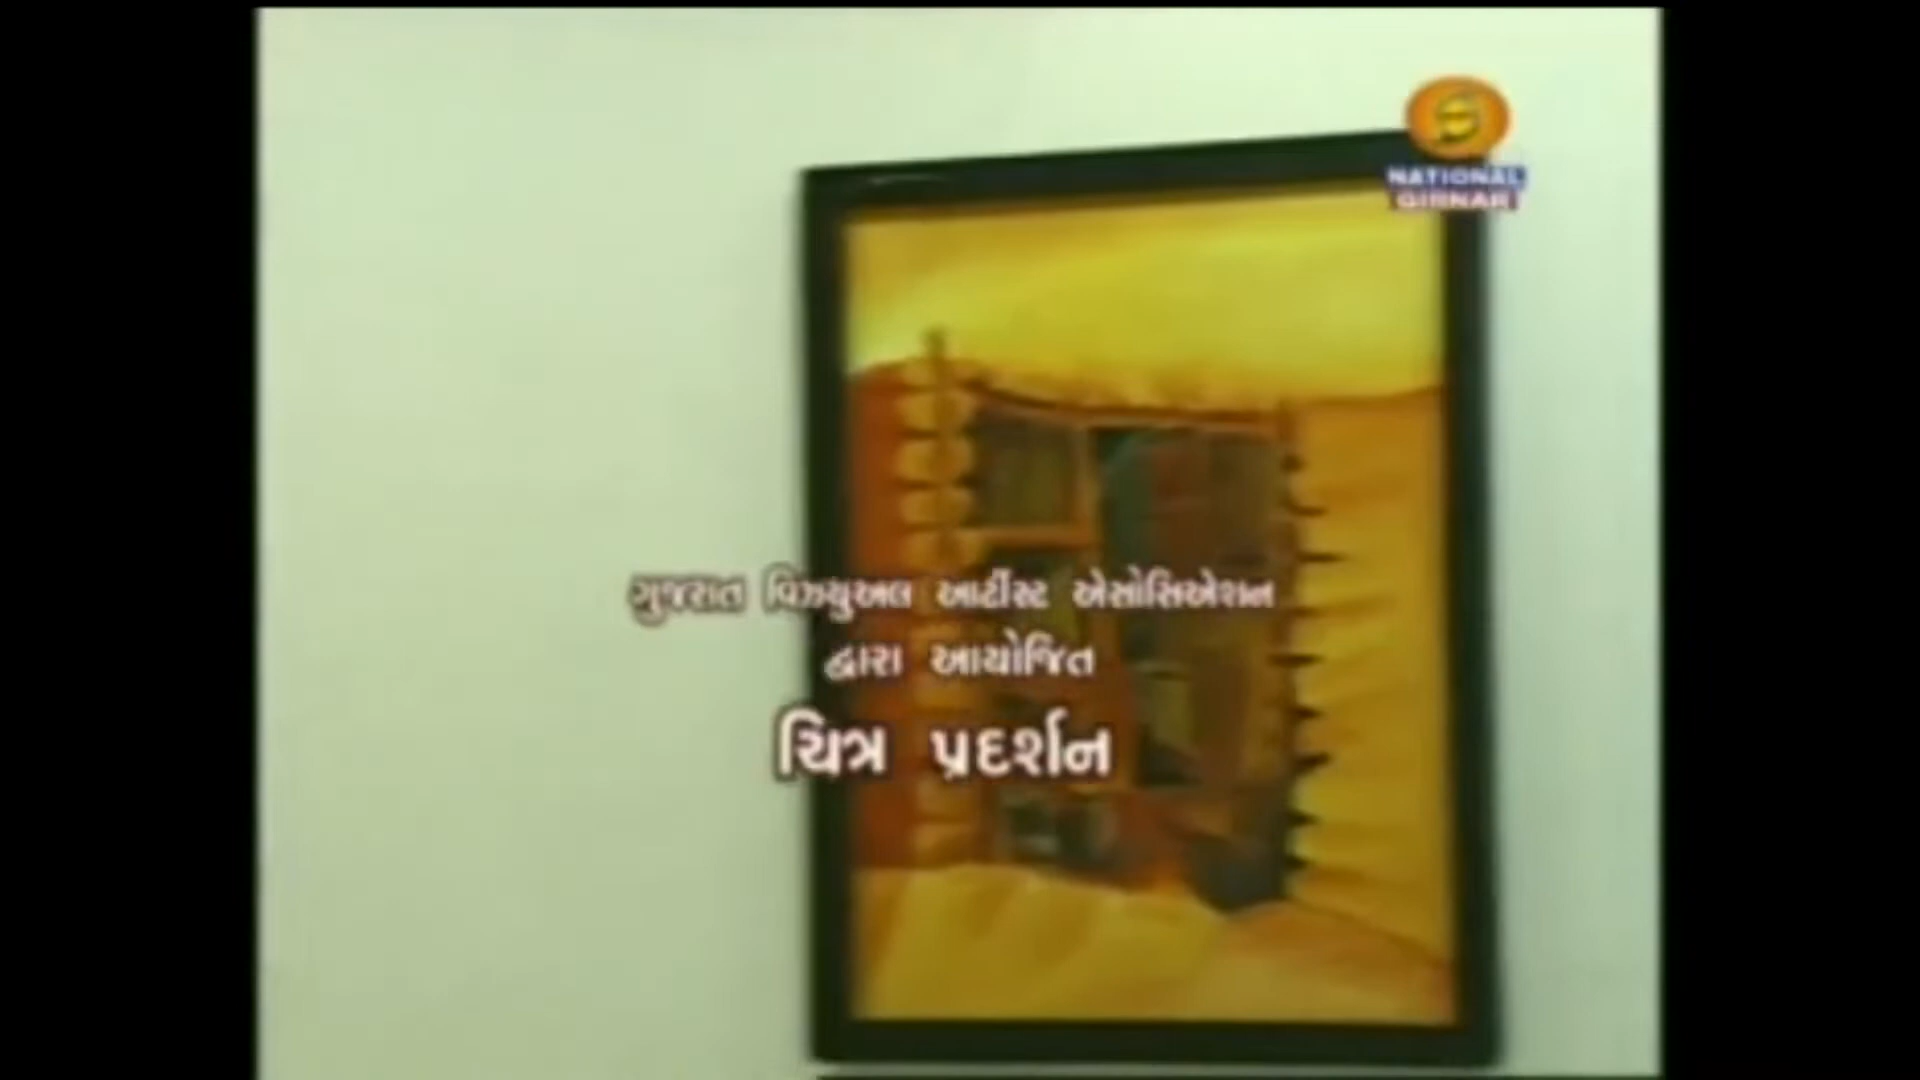 NATIONAL
GIRNAR
ગુજરાત વિઝ્યુઅલ આર્ટીસ્ટ એસોસિએશન
દ્વારા આયોજિત
ચિત્ર પ્રદર્શન